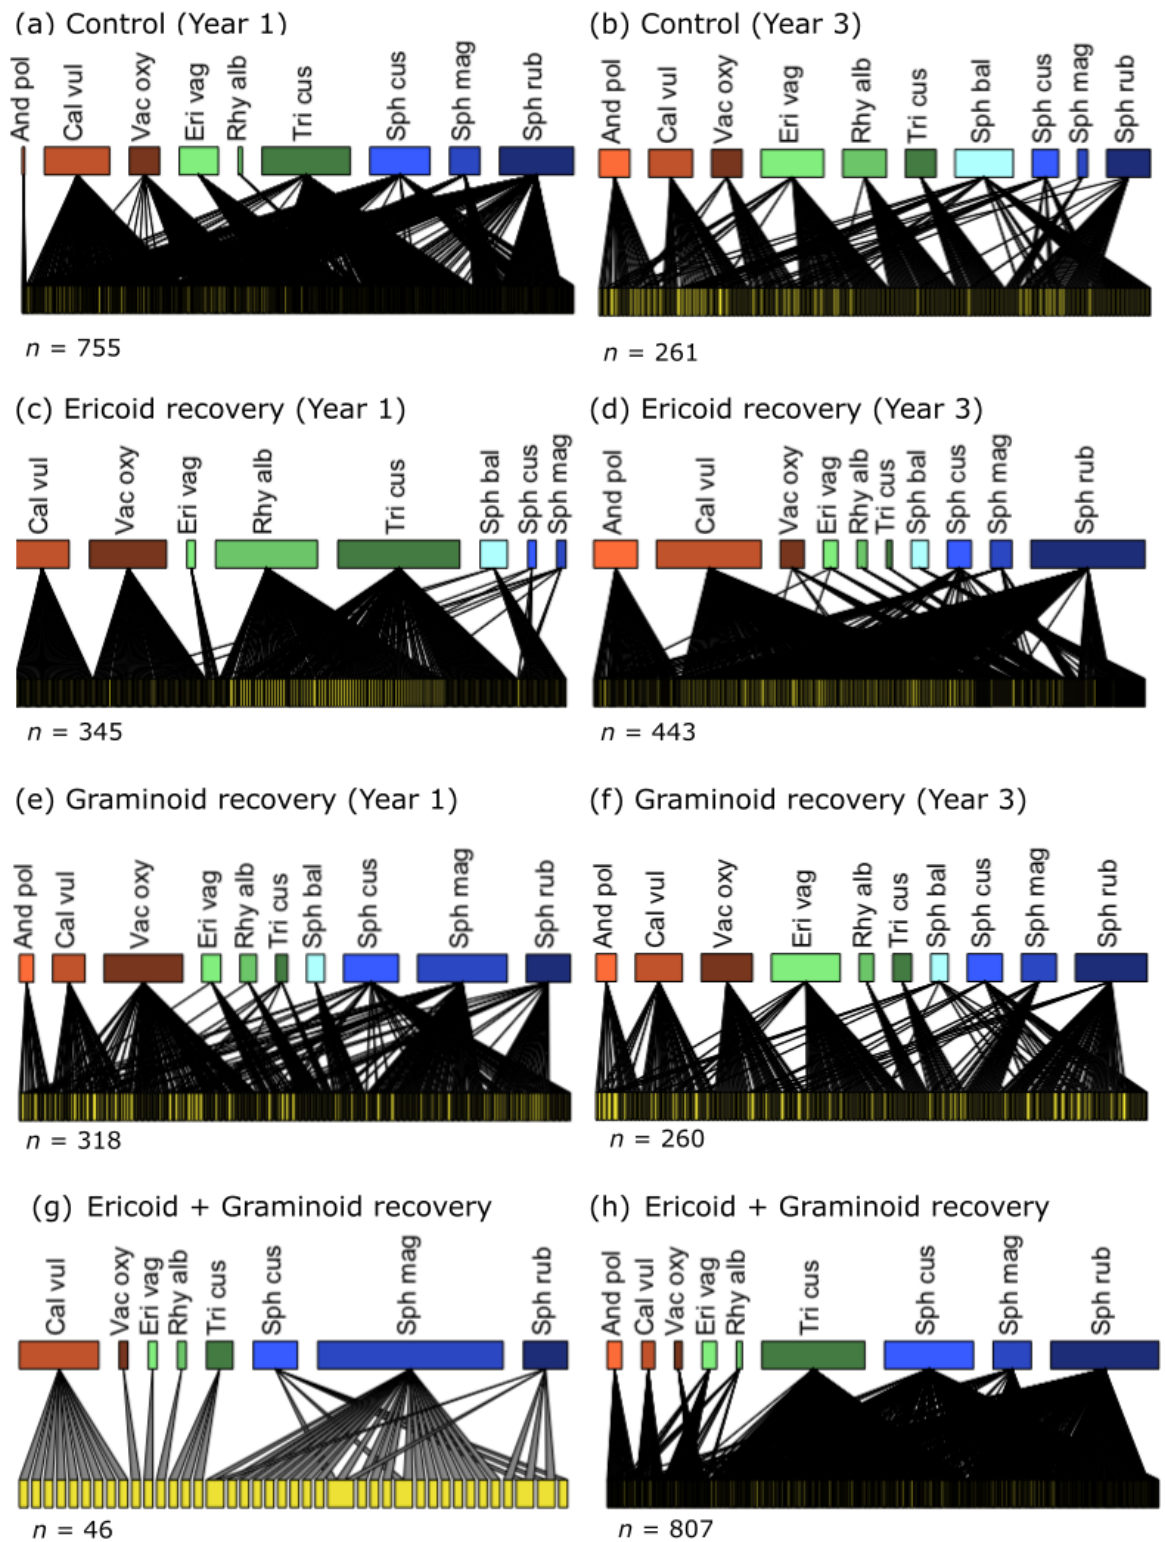 (a) Control (Year 1)
And pol
Cal vul
Vac oxy
Eri vag
Rhy alb
Tri cus
Sph cus
Sph mag
Sph rub
n = 755
(b) Control (Year 3)
And pol
Cal vul
Vac oxy
Eri vag
Rhy alb
Tri cus
Sph bal
Sph cus
Sph mag
Sph rub
n = 261
(c) Ericoid recovery (Year 1)
Cal vul
Vac oxy
Eri vag
Rhy alb
Tri cus
Sph bal
Sph cus
Sph mag
n = 345
(d) Ericoid recovery (Year 3)
And pol
Cal vul
Vac oxy
Eri vag
Rhy alb
Tri cus
Sph bal
Sph cus
Sph mag
Sph rub
n = 443
(e) Graminoid recovery (Year 1)
And pol
Cal vul
Vac oxy
Eri vag
Rhy alb
Tri cus
Sph bal
Sph cus
Sph mag
Sph rub
n = 318
(f) Graminoid recovery (Year 3)
And pol
Cal vul
Vac oxy
Eri vag
Rhy alb
Tri cus
Sph bal
Sph cus
Sph mag
Sph rub
n = 260
(g) Ericoid + Graminoid recovery
Cal vul
Vac oxy
Eri vag
Rhy alb
Tri cus
Sph cus
Sph mag
Sph rub
n = 46
(h) Ericoid + Graminoid recovery
And pol
Cal vul
Vac oxy
Eri vag
Rhy alb
Tri cus
Sph cus
Sph mag
Sph rub
n = 807